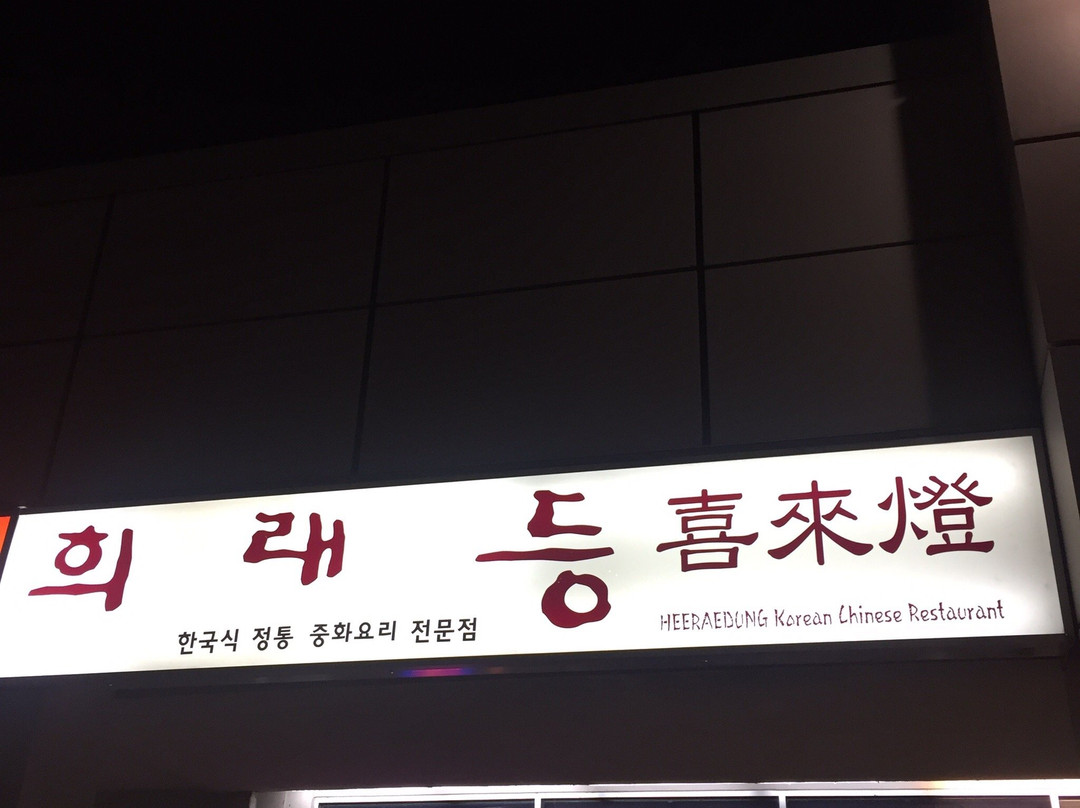 희래등 喜來燈
한국식 정통 중화요리 전문점
HEERAEDUNG Korean Chinese Restaurant